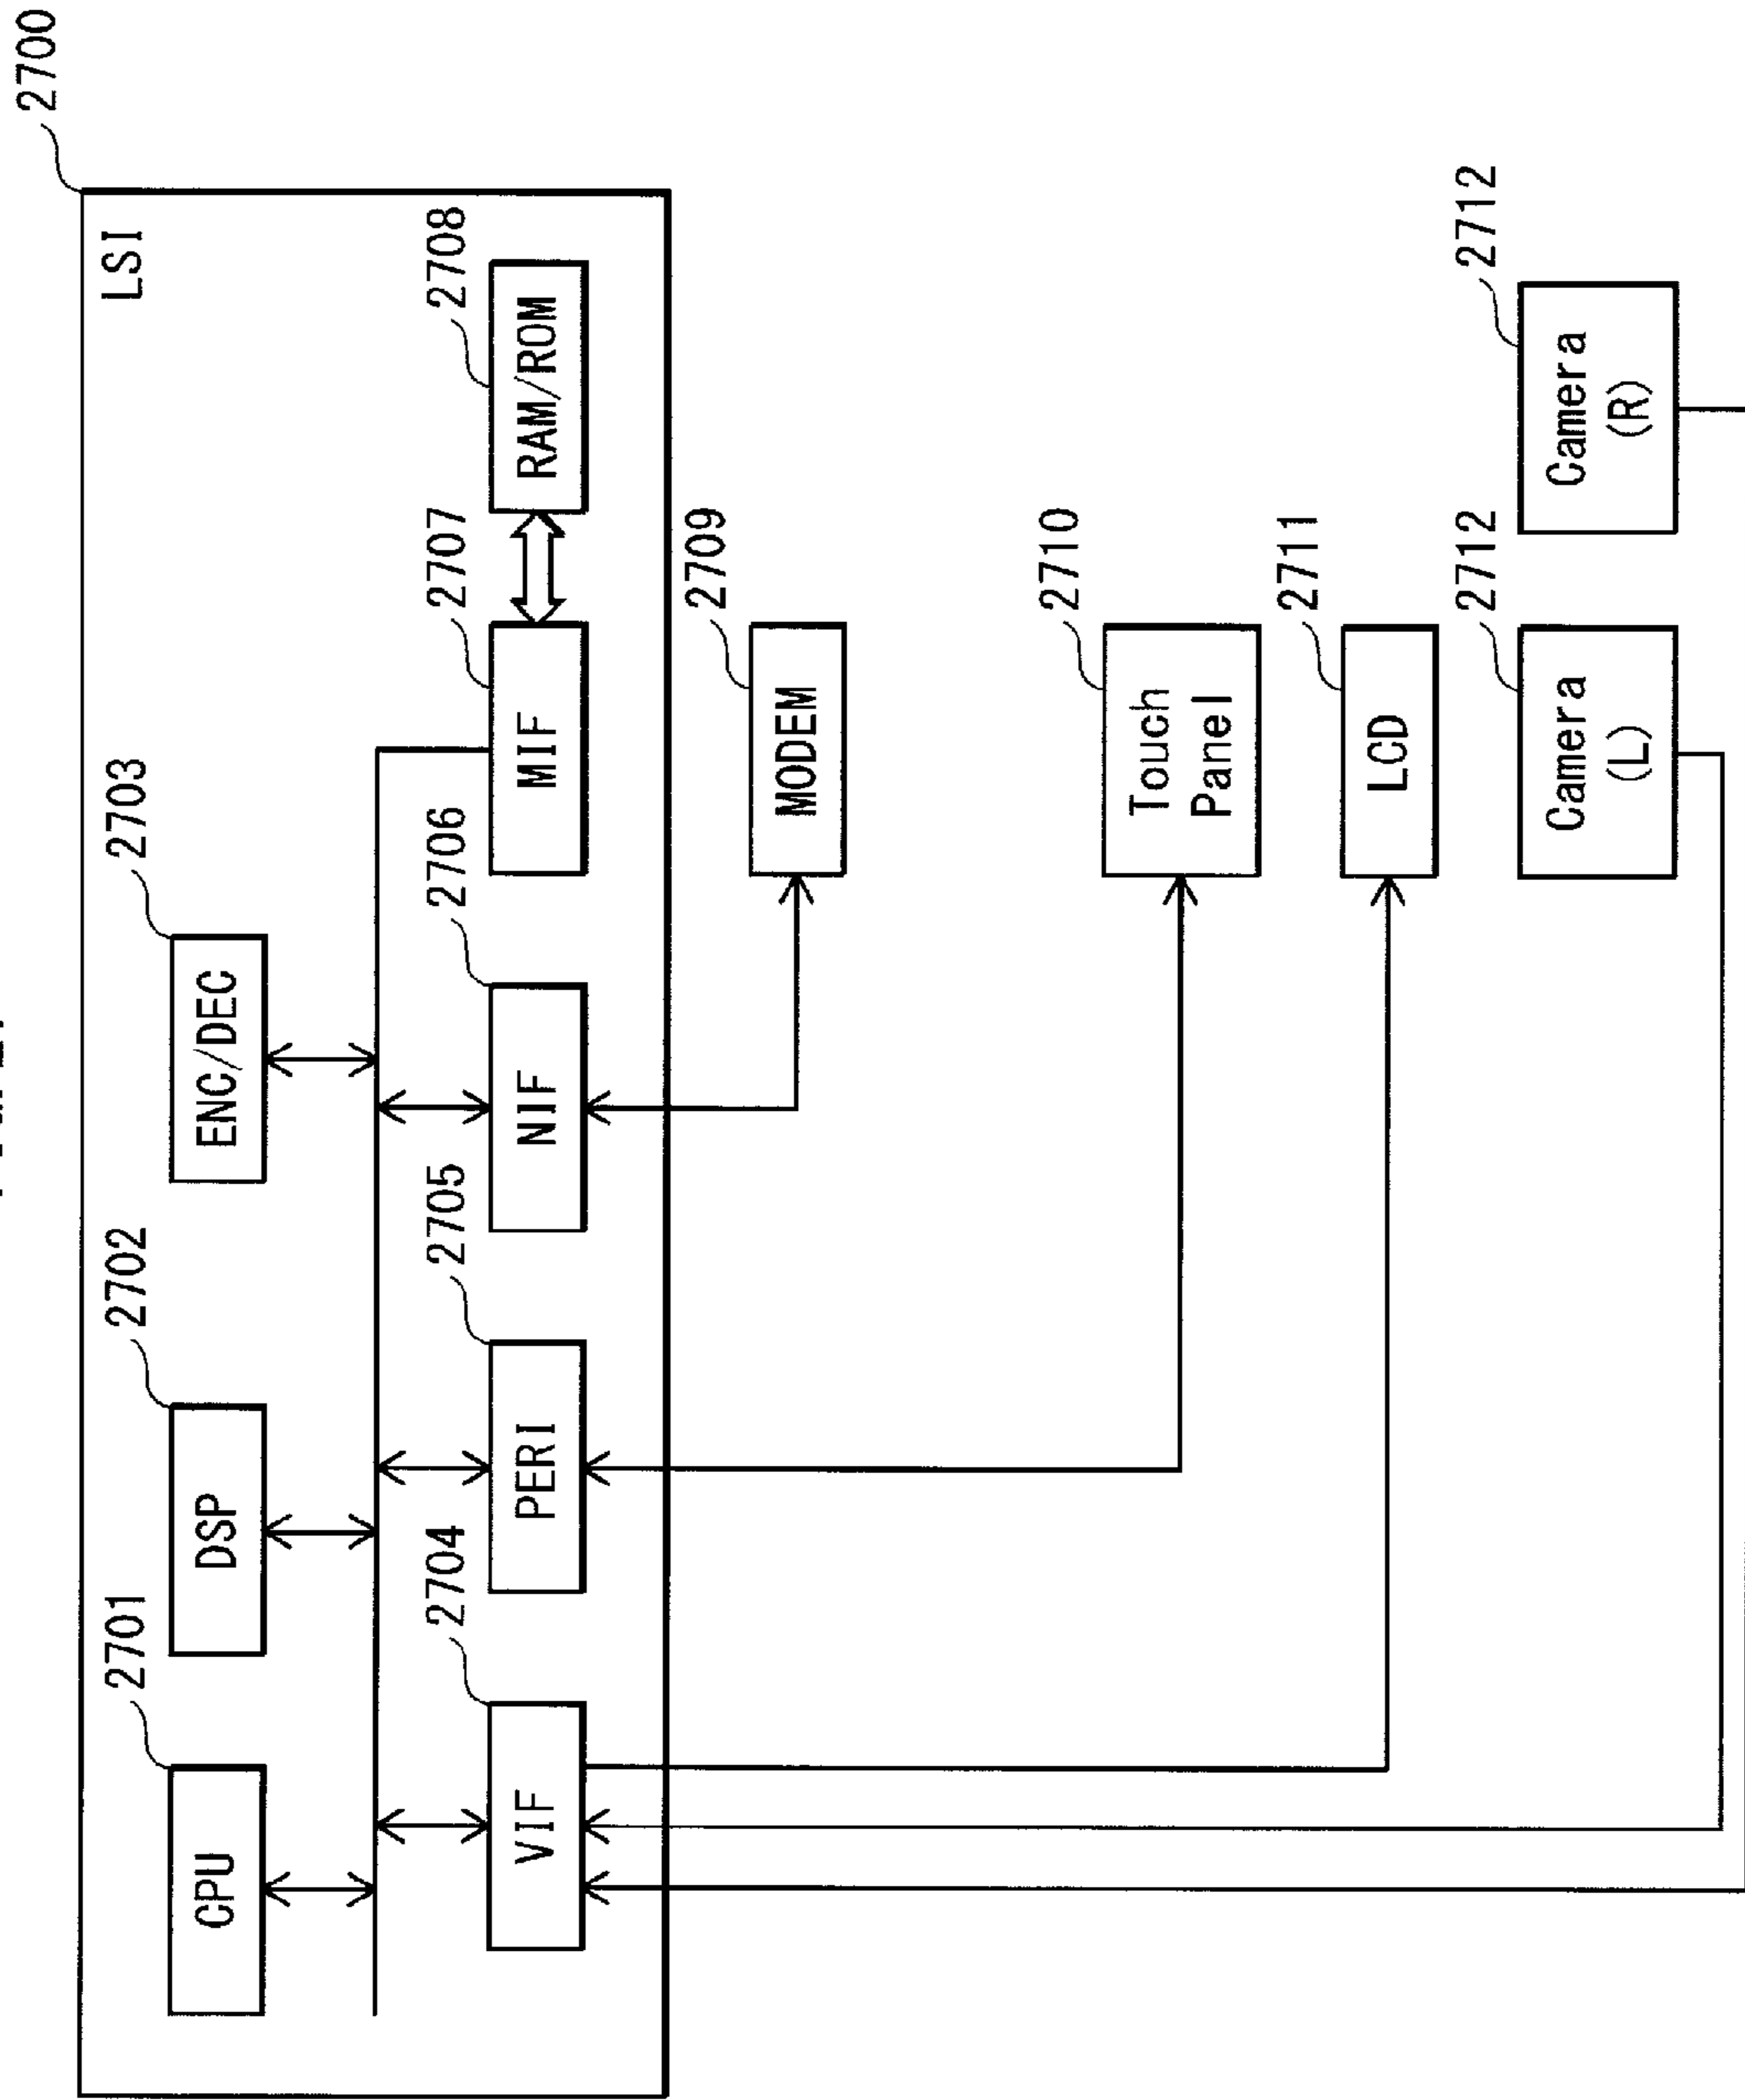 2700
LSI
2701
2702
2703
CPU
DSP
ENC/DEC
2704
2705
2706
2707
2708
VIF
PERI
NIF
MIF
RAM/ROM
2709
MODEM
2710
Touch
Panel
2711
LCD
2712
2712
Camera
(L)
Camera
(R)